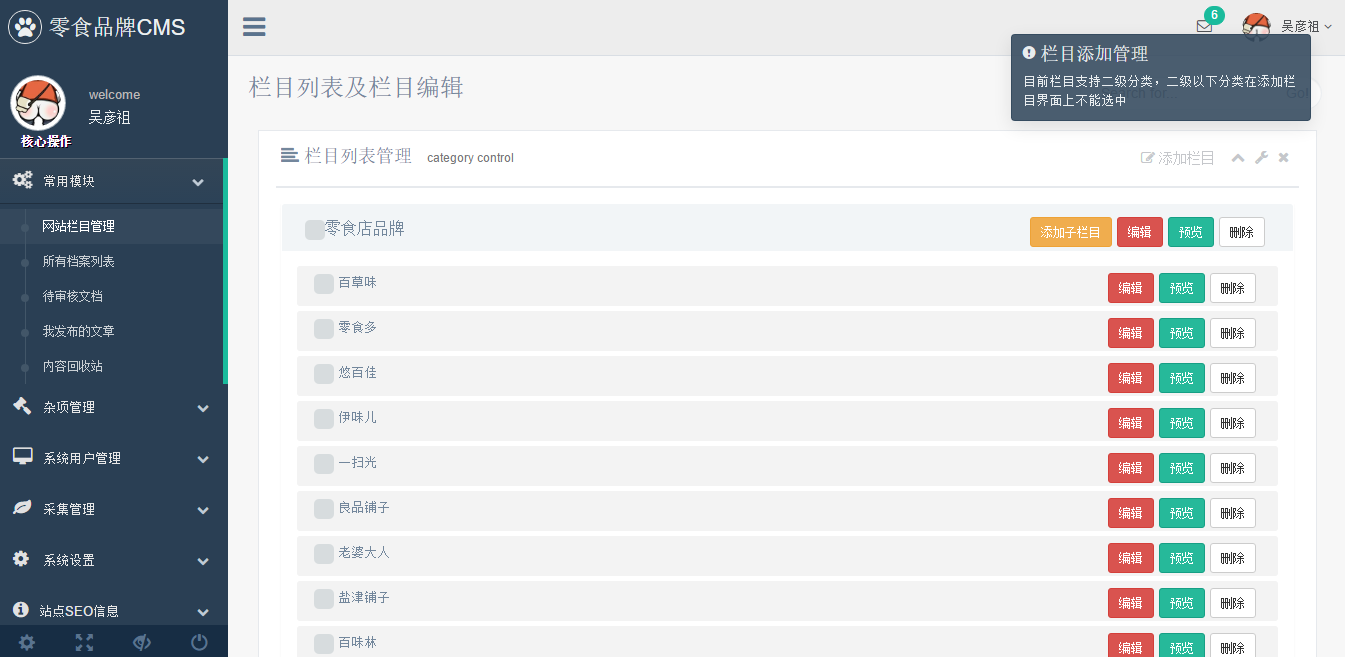 零食品牌CMS
welcome
吴彦祖
核心操作
常用模块
网站栏目管理
所有档案列表
待审核文档
我发布的文章
内容回收站
杂项管理
系统用户管理
采集管理
系统设置
站点SEO信息
6
吴彦祖
栏目添加管理
目前栏目支持二级分类，二级以下分类在添加栏
目界面上不能选中
栏目列表及栏目编辑
栏目列表管理 category control
添加栏目
零食店品牌 添加子栏目 编辑 预览 删除
百草味 编辑 预览 删除
零食多 编辑 预览 删除
悠百佳 编辑 预览 删除
伊味儿 编辑 预览 删除
一扫光 编辑 预览 删除
良品铺子 编辑 预览 删除
老婆大人 编辑 预览 删除
盐津铺子 编辑 预览 删除
百味林 编辑 预览 删除